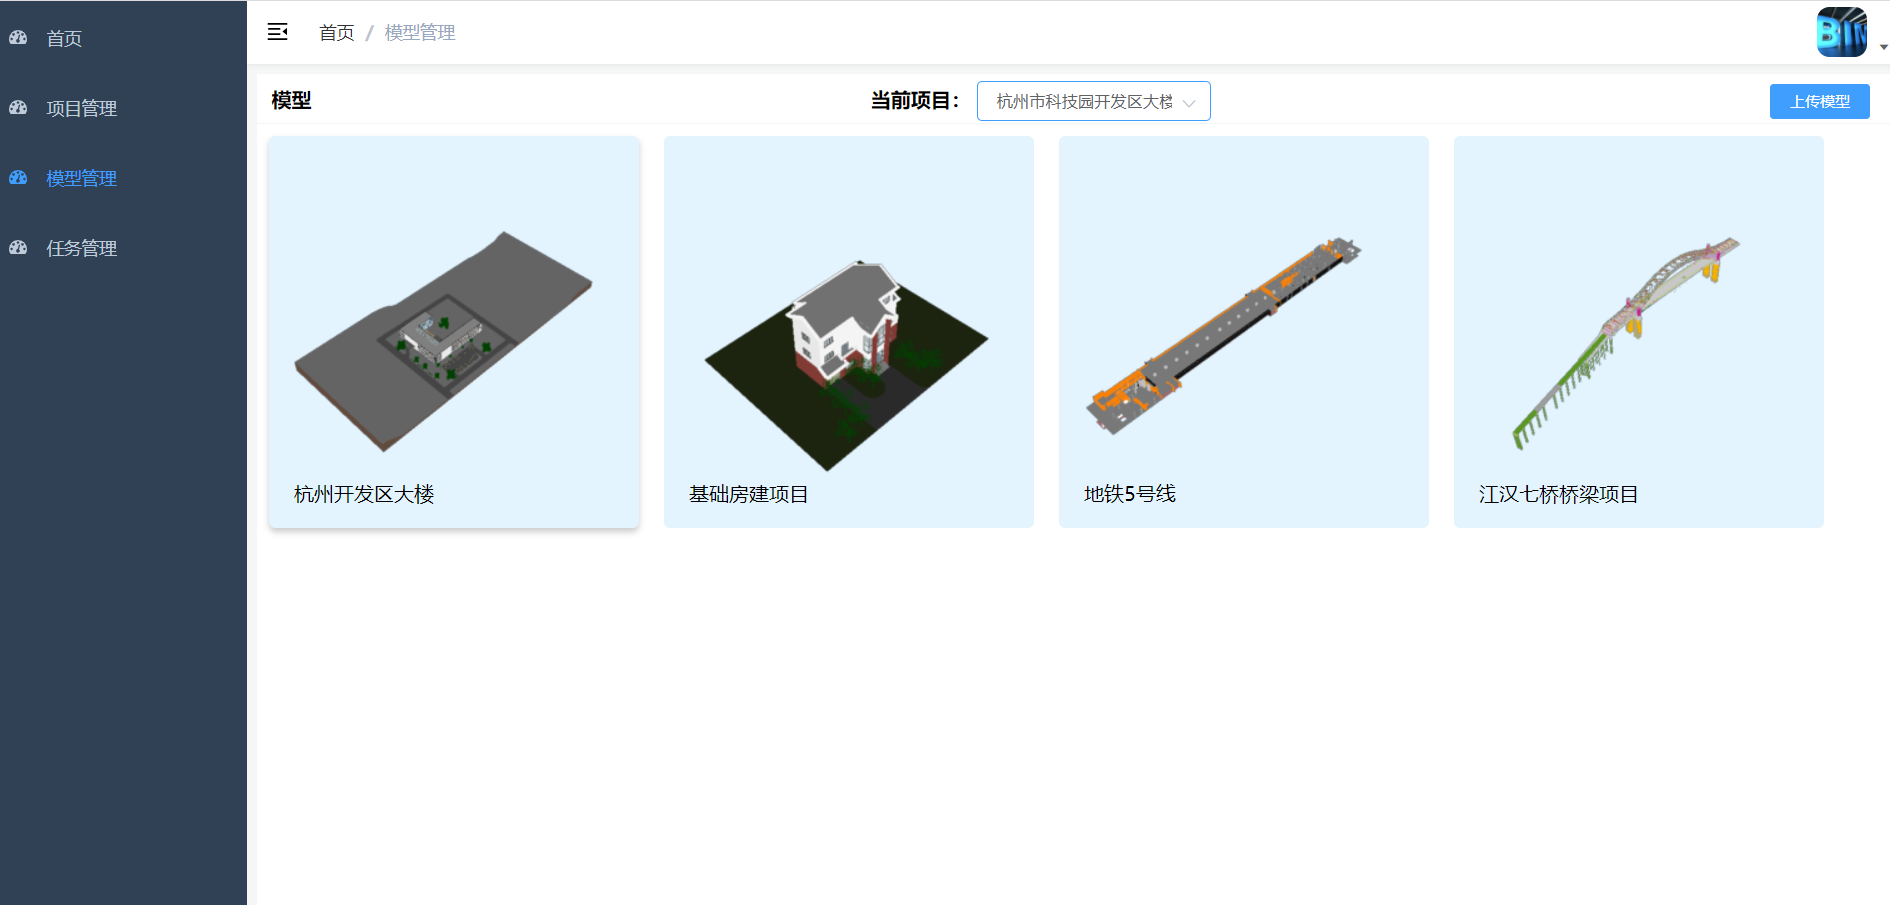 首页
项目管理
模型管理
任务管理
首页 / 模型管理
BIM
模型
当前项目：
杭州市科技园开发区大楼
上传模型
杭州开发区大楼
基础房建项目
地铁5号线
江汉七桥桥梁项目